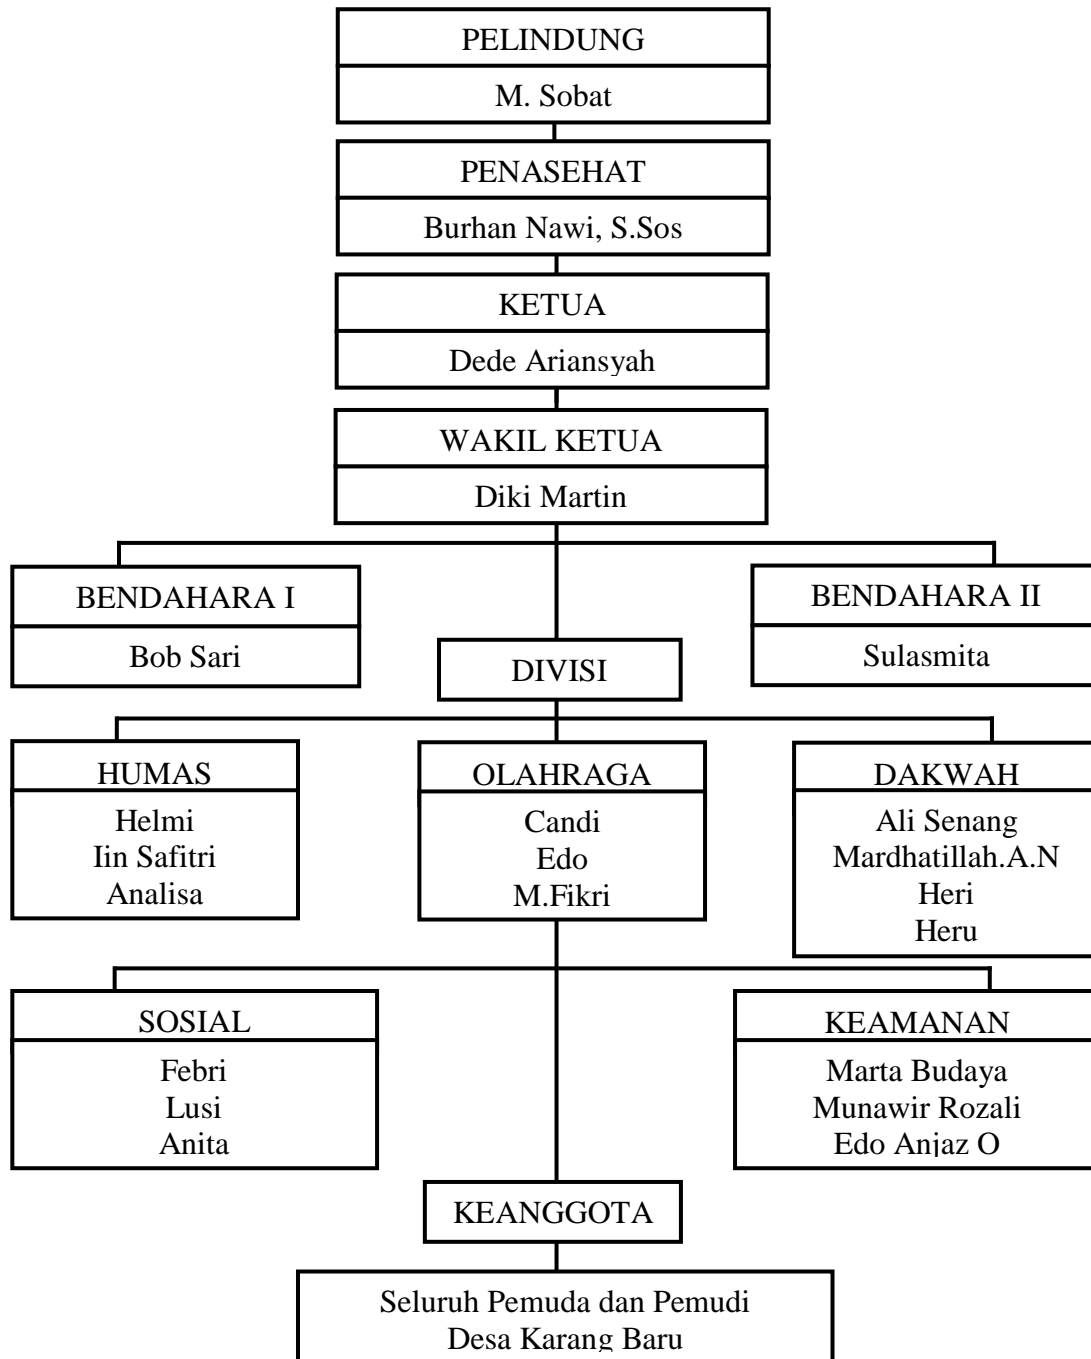 PELINDUNG
M. Sobat
PENASEHAT
Burhan Nawi, S.Sos
KETUA
Dede Ariansyah
WAKIL KETUA
Diki Martin
BENDAHARA I
Bob Sari
BENDAHARA II
Sulasmita
DIVISI
HUMAS
Helmi
Iin Safitri
Analisa
OLAHRAGA
Candi
Edo
M.Fikri
DAKWAH
Ali Senang
Mardhatillah.A.N
Heri
Heru
SOSIAL
Febri
Lusi
Anita
KEAMANAN
Marta Budaya
Munawir Rozali
Edo Anjaz O
KEANGGOTA
Seluruh Pemuda dan Pemudi
Desa Karang Baru